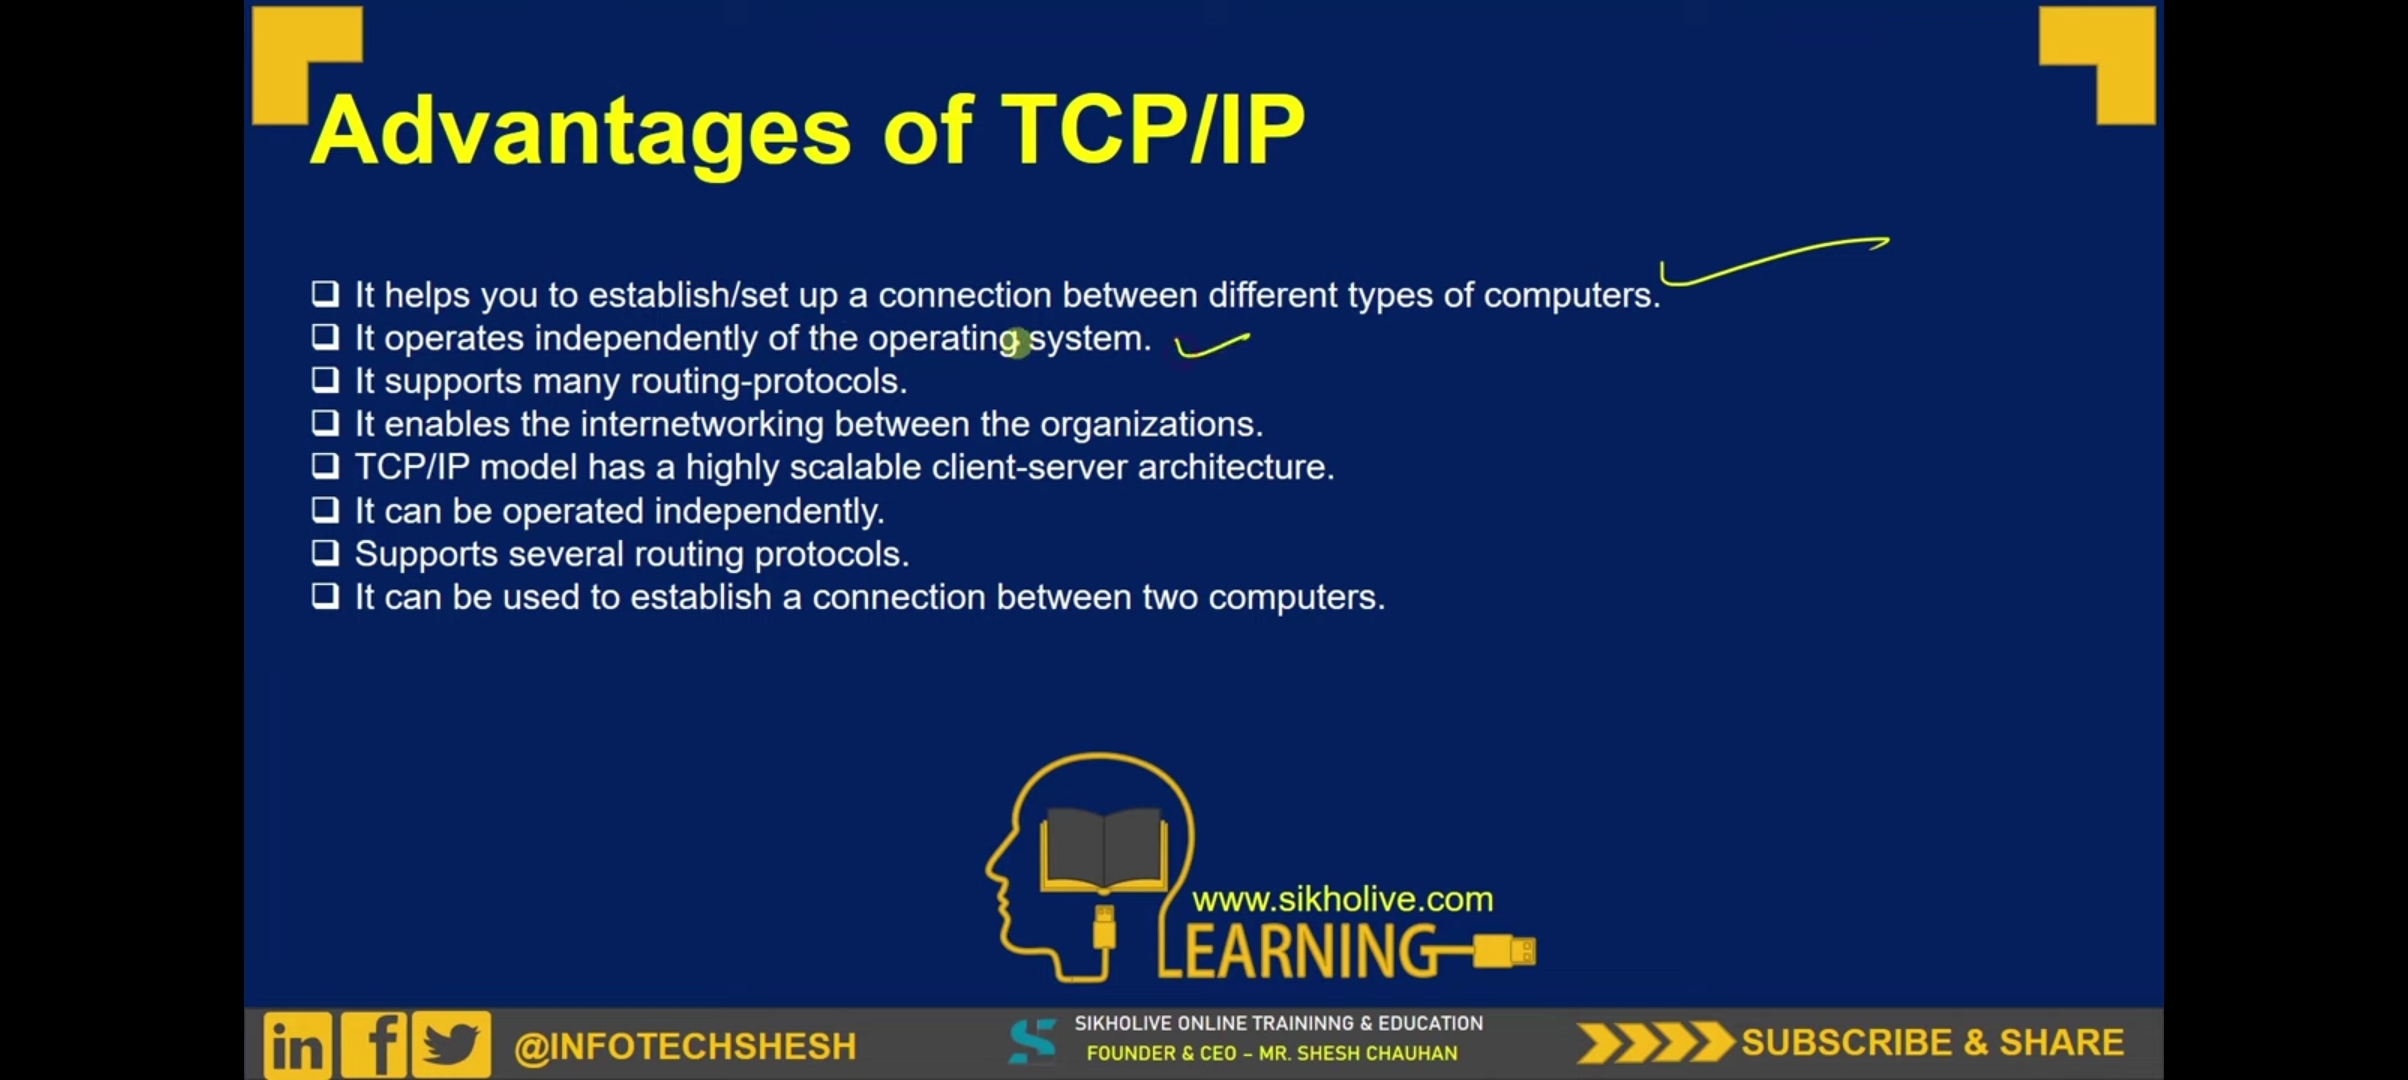 Advantages of TCP/IP
It helps you to establish/set up a connection between different types of computers.
It operates independently of the operating system.
It supports many routing-protocols.
It enables the internetworking between the organizations.
TCP/IP model has a highly scalable client-server architecture.
It can be operated independently.
Supports several routing protocols.
It can be used to establish a connection between two computers.
www.sikholive.com
LEARNING
in f @INFOTECHSHESH
SIKHOLIVE ONLINE TRAININNG & EDUCATION
FOUNDER & CEO – MR. SHESH CHAUHAN
SUBSCRIBE & SHARE